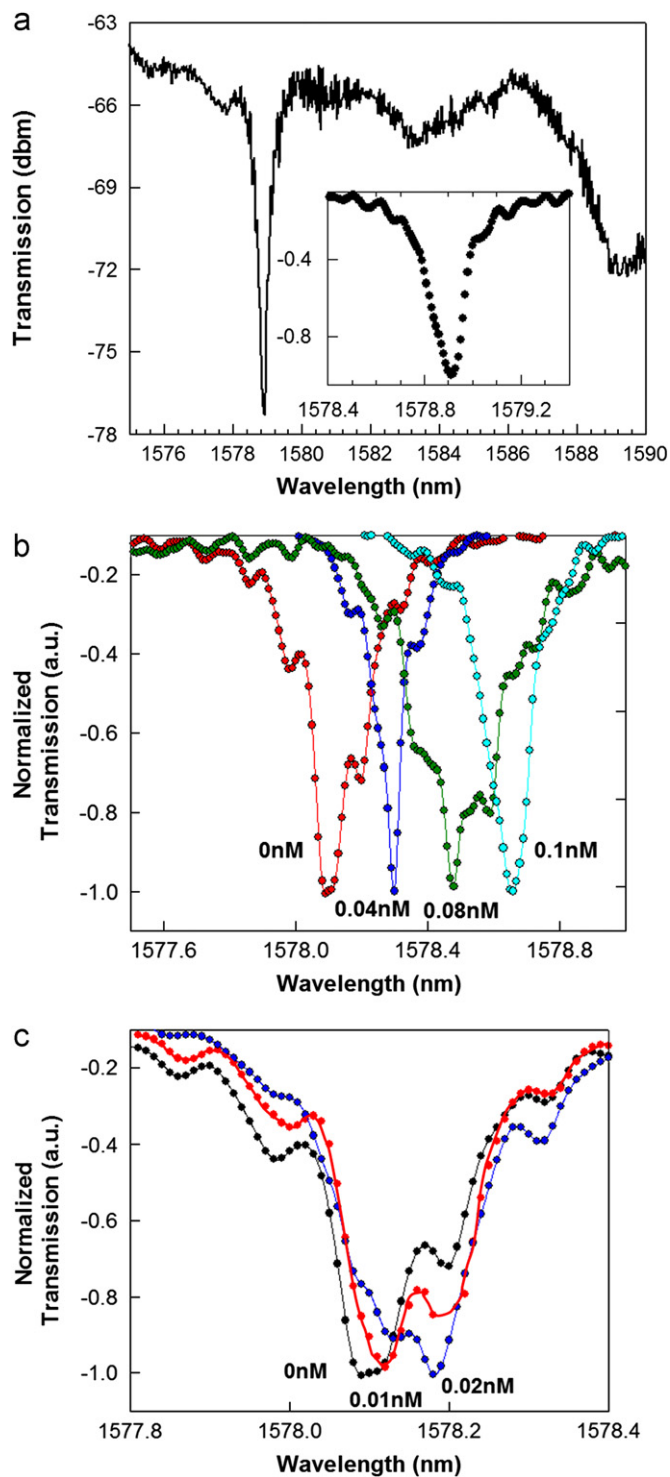 a
-63
-66
-69
-72
-75
-78
Transmission (dbm)
-0.4
-0.8
1578.4 1578.8 1579.2
1576 1578 1580 1582 1584 1586 1588 1590
Wavelength (nm)
b
-0.2
-0.4
-0.6
-0.8
-1.0
Normalized
Transmission (a.u.)
0nM
0.04nM
0.08nM
0.1nM
1577.6 1578.0 1578.4 1578.8
Wavelength (nm)
c
-0.2
-0.4
-0.6
-0.8
-1.0
Normalized
Transmission (a.u.)
0nM
0.01nM
0.02nM
1577.8 1578.0 1578.2 1578.4
Wavelength (nm)